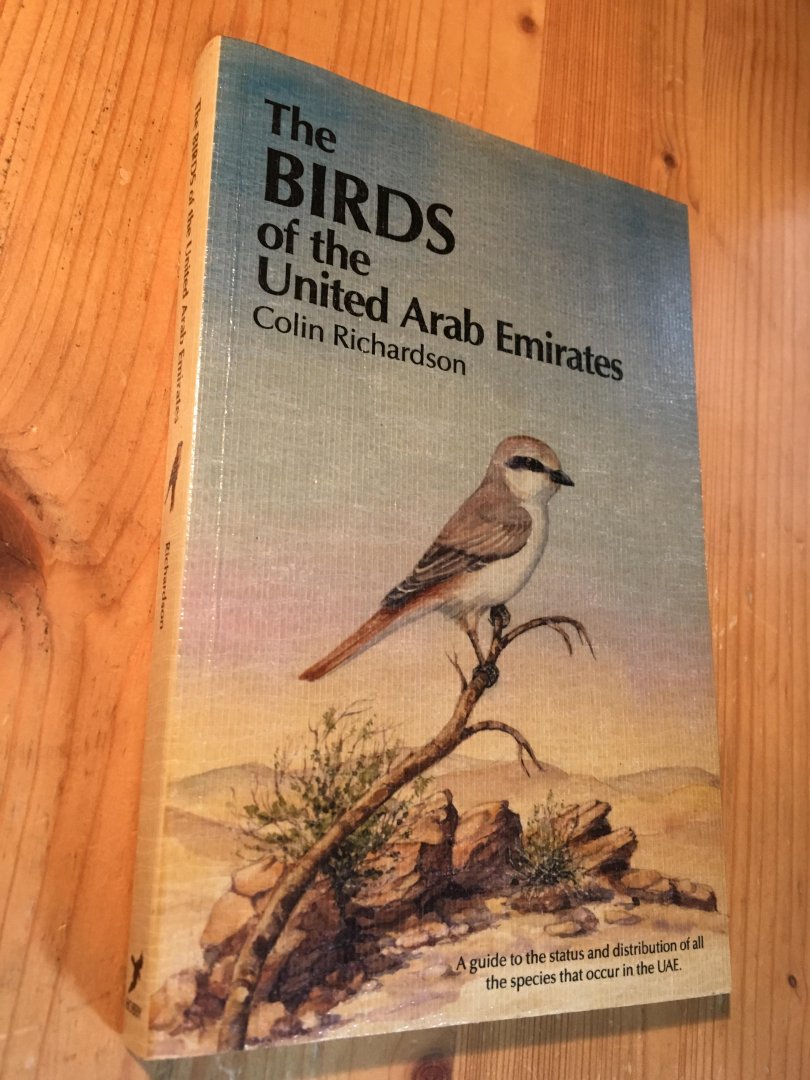 The
BIRDS
of the
United Arab Emirates
Colin Richardson
A guide to the status and distribution of all
the species that occur in the UAE.
The BIRDS of the United Arab Emirates
Richardson